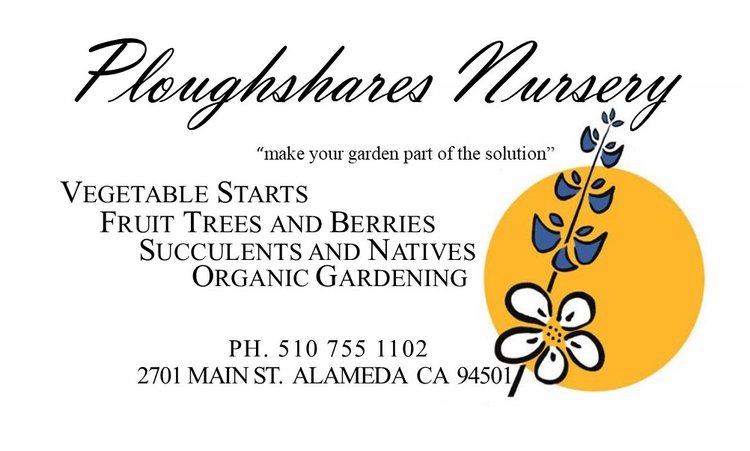 Ploughshares Nursery
“make your garden part of the solution”
VEGETABLE STARTS
FRUIT TREES AND BERRIES
SUCCULENTS AND NATIVES
ORGANIC GARDENING
PH. 510 755 1102
2701 MAIN ST. ALAMEDA CA 94501